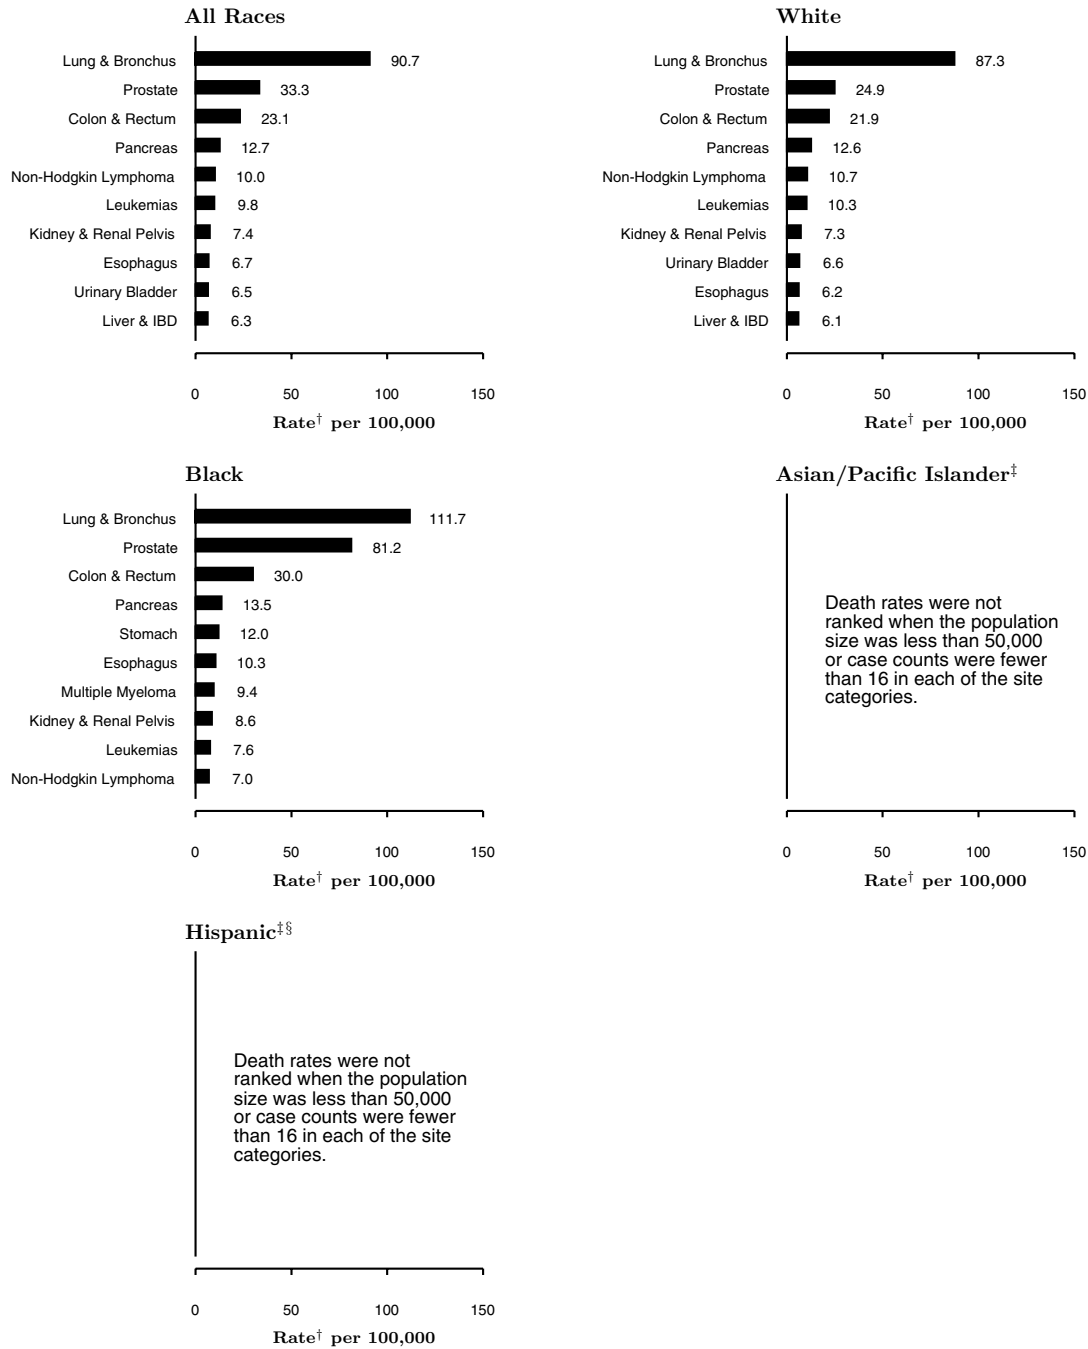 All Races
Lung & Bronchus 90.7
Prostate 33.3
Colon & Rectum 23.1
Pancreas 12.7
Non-Hodgkin Lymphoma 10.0
Leukemias 9.8
Kidney & Renal Pelvis 7.4
Esophagus 6.7
Urinary Bladder 6.5
Liver & IBD 6.3
0 50 100 150
Rate† per 100,000
White
Lung & Bronchus 87.3
Prostate 24.9
Colon & Rectum 21.9
Pancreas 12.6
Non-Hodgkin Lymphoma 10.7
Leukemias 10.3
Kidney & Renal Pelvis 7.3
Urinary Bladder 6.6
Esophagus 6.2
Liver & IBD 6.1
0 50 100 150
Rate† per 100,000
Black
Lung & Bronchus 111.7
Prostate 81.2
Colon & Rectum 30.0
Pancreas 13.5
Stomach 12.0
Esophagus 10.3
Multiple Myeloma 9.4
Kidney & Renal Pelvis 8.6
Leukemias 7.6
Non-Hodgkin Lymphoma 7.0
0 50 100 150
Rate† per 100,000
Asian/Pacific Islander‡
Death rates were not
ranked when the population
size was less than 50,000
or case counts were fewer
than 16 in each of the site
categories.
0 50 100 150
Rate† per 100,000
Hispanic‡§
Death rates were not
ranked when the population
size was less than 50,000
or case counts were fewer
than 16 in each of the site
categories.
0 50 100 150
Rate† per 100,000